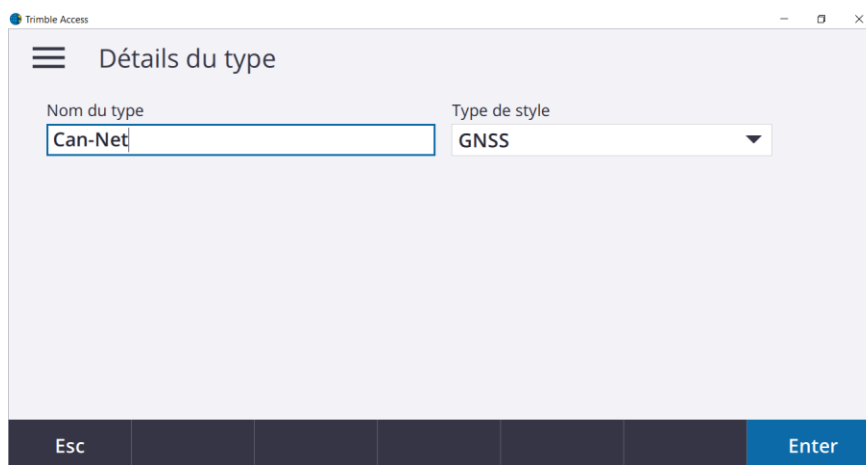 Trimble Access
Détails du type
Nom du type
Type de style
Can-Net
GNSS
Esc
Enter